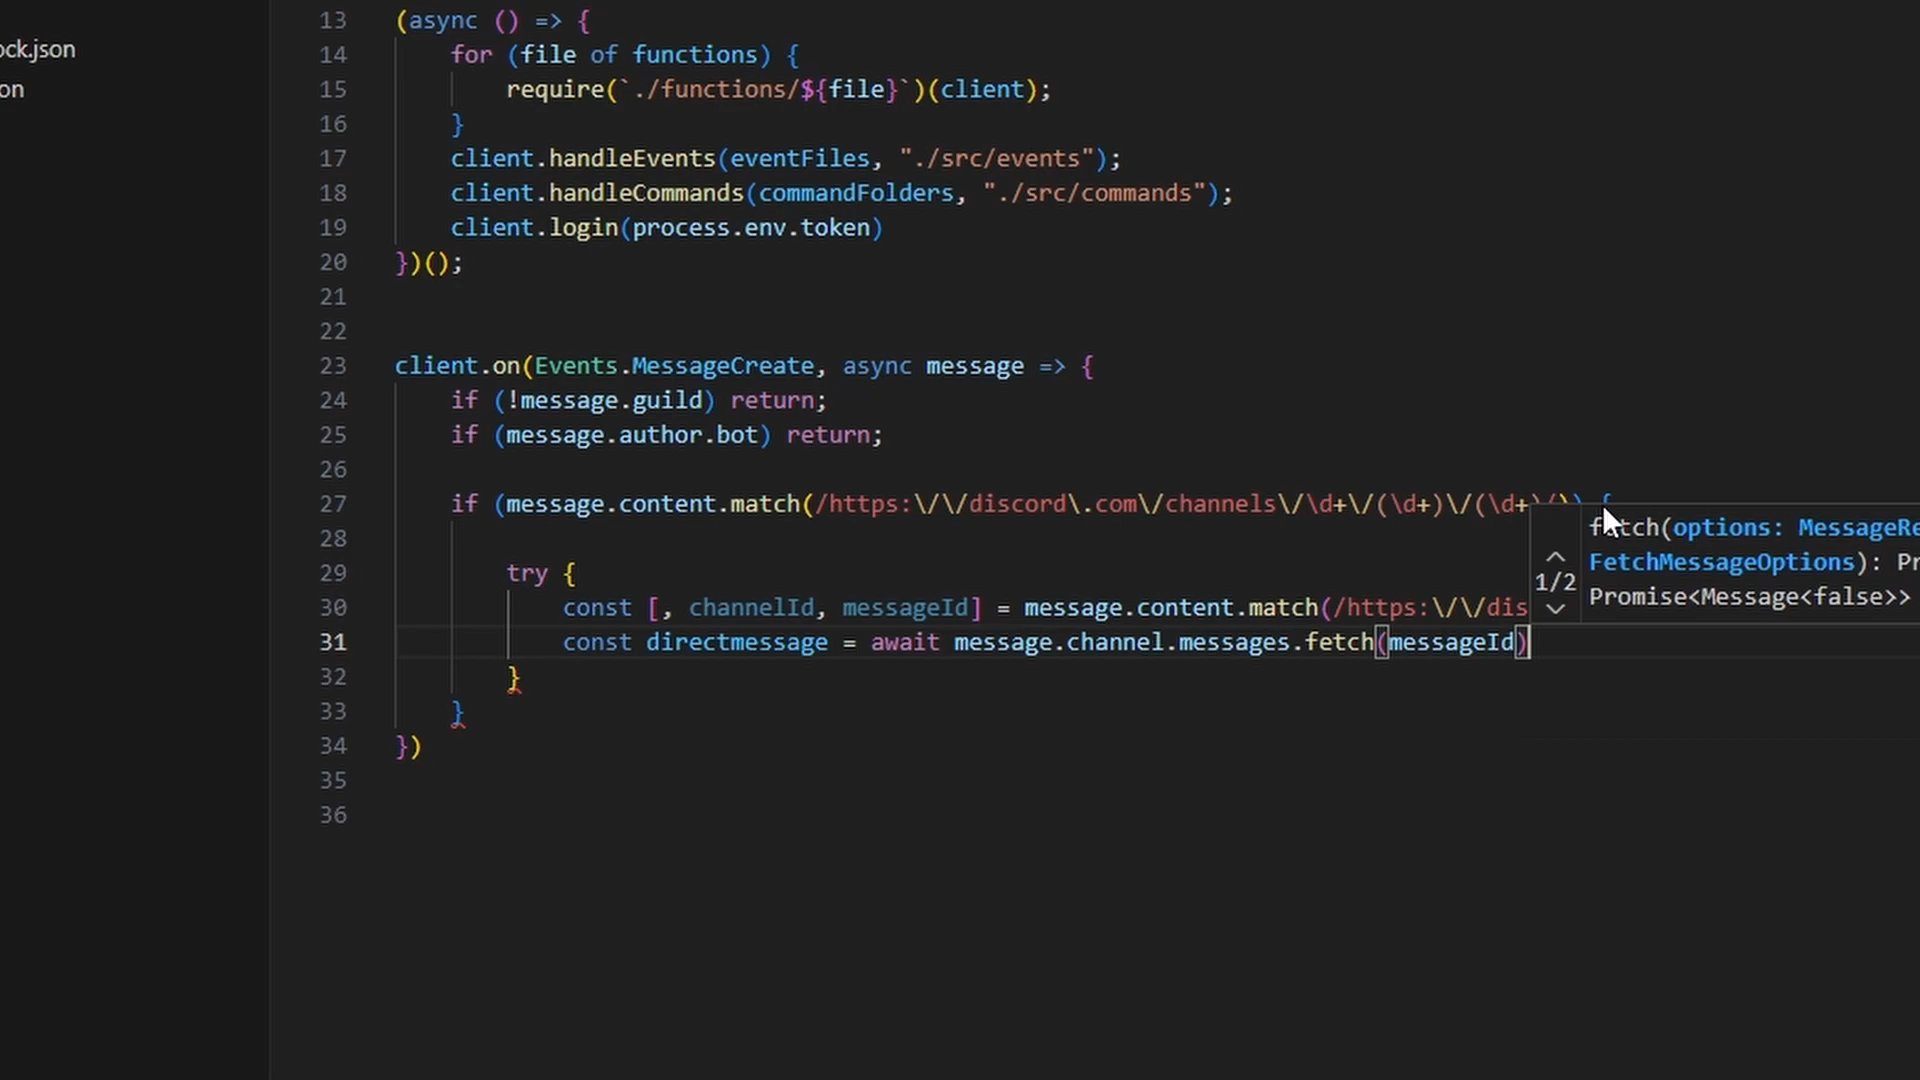 ock.json
on
13 (async () => {
14 for (file of functions) {
15 require(`./functions/${file}`)(client);
16 }
17 client.handleEvents(eventFiles, "./src/events");
18 client.handleCommands(commandFolders, "./src/commands");
19 client.login(process.env.token)
20 })();
21
22
23 client.on(Events.MessageCreate, async message => {
24 if (!message.guild) return;
25 if (message.author.bot) return;
26
27 if (message.content.match(/https:\/\/discord\.com\/channels\/\d+\/(\d+)\/(\d+)/)) {
28
29 try {
30 const [, channelId, messageId] = message.content.match(/https:\/\/dis
31 const directmessage = await message.channel.messages.fetch(messageId)
32 }
33 }
34 })
35
36
fetch(options: MessageRe
FetchMessageOptions): Pr
1/2 Promise<Message<false>>